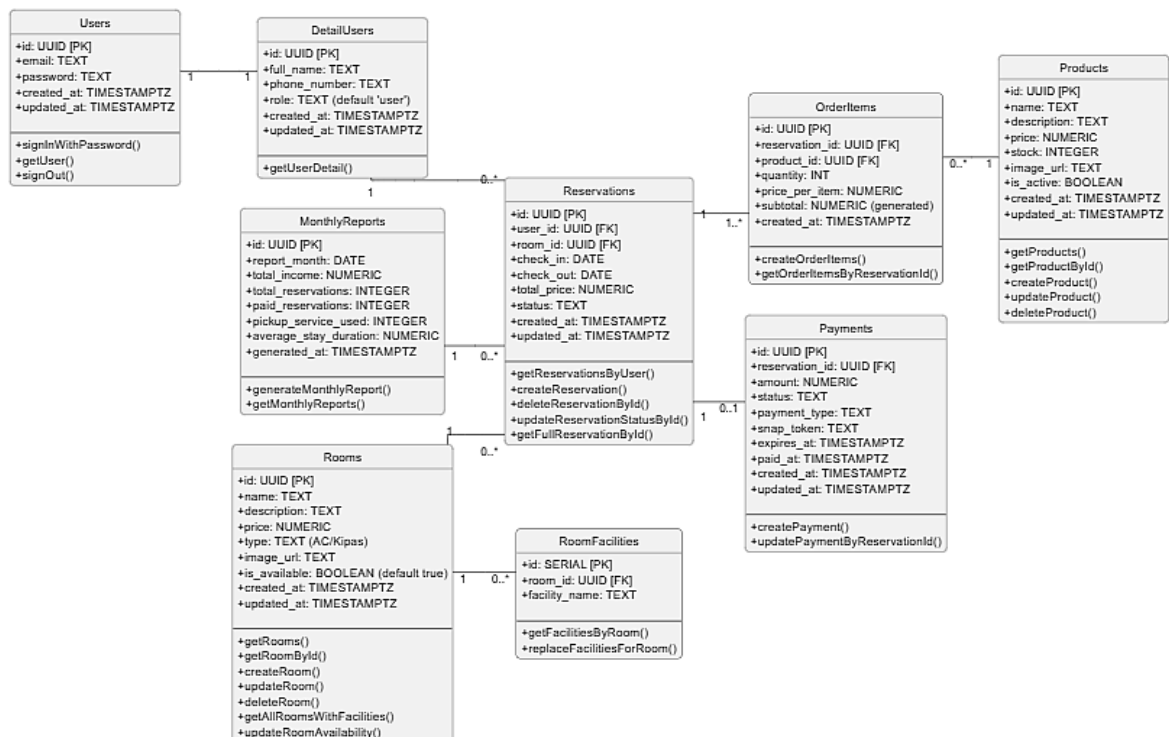 Users
+id: UUID [PK]
+email: TEXT
+password: TEXT
+created_at: TIMESTAMPTZ
+updated_at: TIMESTAMPTZ
+signInWithPassword()
+getUser()
+signOut()
1
1
DetailUsers
+id: UUID [PK]
+full_name: TEXT
+phone_number: TEXT
+role: TEXT (default 'user')
+created_at: TIMESTAMPTZ
+updated_at: TIMESTAMPTZ
+getUserDetail()
1
0..*
MonthlyReports
+id: UUID [PK]
+report_month: DATE
+total_income: NUMERIC
+total_reservations: INTEGER
+paid_reservations: INTEGER
+pickup_service_used: INTEGER
+average_stay_duration: NUMERIC
+generated_at: TIMESTAMPTZ
+generateMonthlyReport()
+getMonthlyReports()
1
0..*
Reservations
+id: UUID [PK]
+user_id: UUID [FK]
+room_id: UUID [FK]
+check_in: DATE
+check_out: DATE
+total_price: NUMERIC
+status: TEXT
+created_at: TIMESTAMPTZ
+updated_at: TIMESTAMPTZ
+getReservationsByUser()
+createReservation()
+deleteReservationById()
+updateReservationStatusById()
+getFullReservationById()
1
1..*
OrderItems
+id: UUID [PK]
+reservation_id: UUID [FK]
+product_id: UUID [FK]
+quantity: INT
+price_per_item: NUMERIC
+subtotal: NUMERIC (generated)
+created_at: TIMESTAMPTZ
+createOrderItems()
+getOrderItemsByReservationId()
0..*
1
Products
+id: UUID [PK]
+name: TEXT
+description: TEXT
+price: NUMERIC
+stock: INTEGER
+image_url: TEXT
+is_active: BOOLEAN
+created_at: TIMESTAMPTZ
+updated_at: TIMESTAMPTZ
+getProducts()
+getProductById()
+createProduct()
+updateProduct()
+deleteProduct()
1
0..1
Payments
+id: UUID [PK]
+reservation_id: UUID [FK]
+amount: NUMERIC
+status: TEXT
+payment_type: TEXT
+snap_token: TEXT
+expires_at: TIMESTAMPTZ
+paid_at: TIMESTAMPTZ
+created_at: TIMESTAMPTZ
+updated_at: TIMESTAMPTZ
+createPayment()
+updatePaymentByReservationId()
1
0..*
Rooms
+id: UUID [PK]
+name: TEXT
+description: TEXT
+price: NUMERIC
+type: TEXT (AC/Kipas)
+image_url: TEXT
+is_available: BOOLEAN (default true)
+created_at: TIMESTAMPTZ
+updated_at: TIMESTAMPTZ
+getRooms()
+getRoomById()
+createRoom()
+updateRoom()
+deleteRoom()
+getAllRoomsWithFacilities()
+updateRoomAvailability()
1
0..*
RoomFacilities
+id: SERIAL [PK]
+room_id: UUID [FK]
+facility_name: TEXT
+getFacilitiesByRoom()
+replaceFacilitiesForRoom()